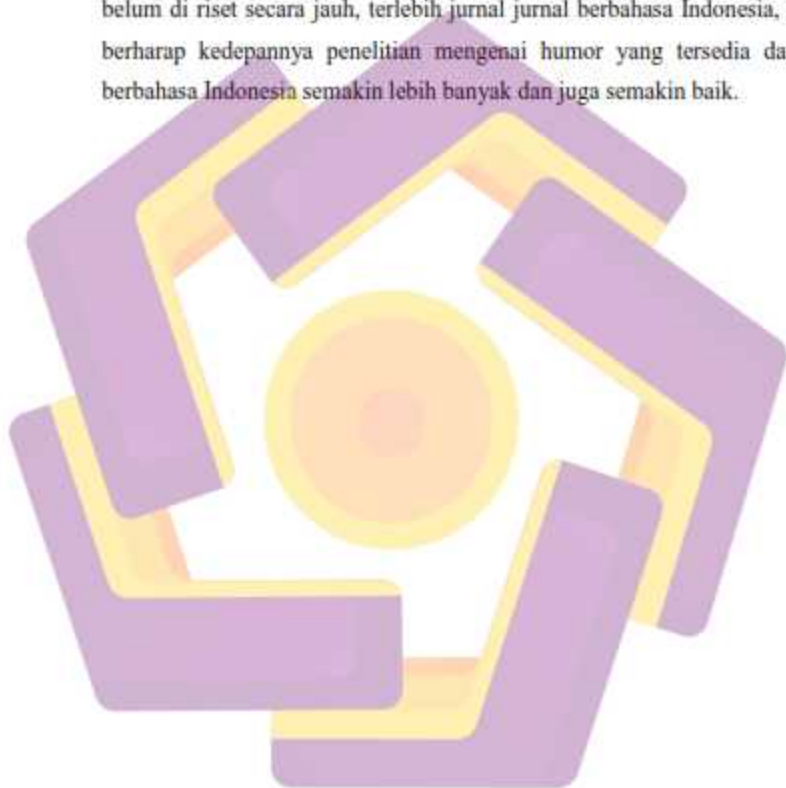 belum di riset secara jauh, terlebih jurnal jurnal berbahasa Indonesia,
berharap kedepannya penelitian mengenai humor yang tersedia da
berbahasa Indonesia semakin lebih banyak dan juga semakin baik.